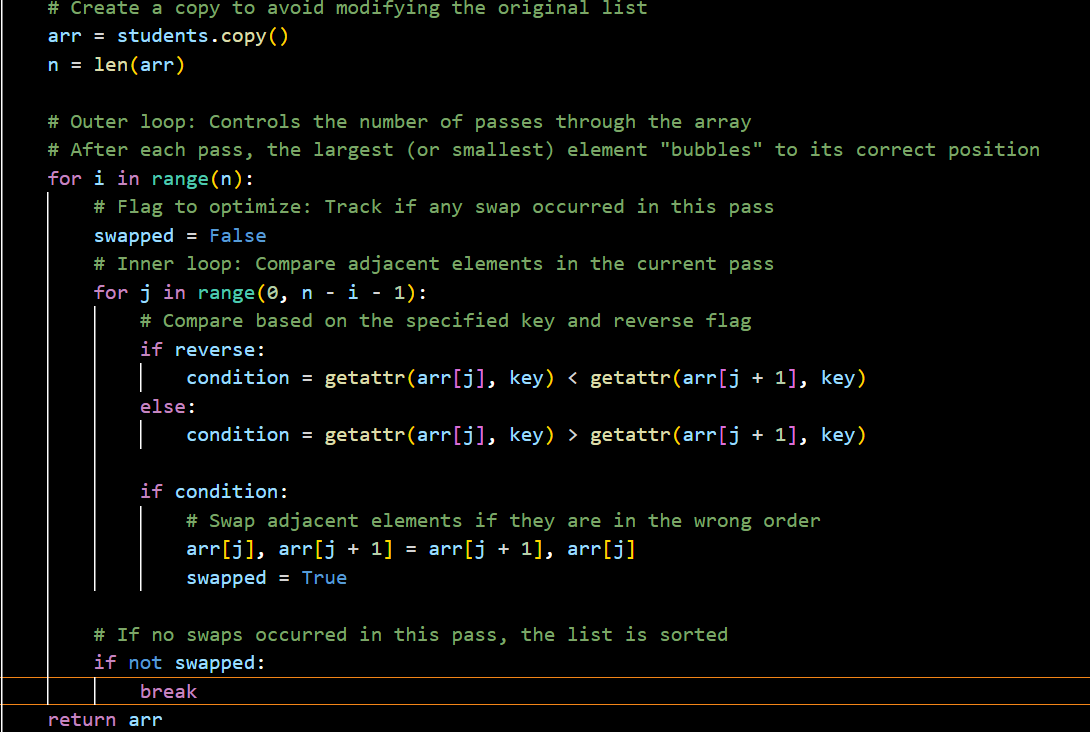 # Create a copy to avoid modifying the original list
arr = students.copy()
n = len(arr)
# Outer loop: Controls the number of passes through the array
# After each pass, the largest (or smallest) element "bubbles" to its correct position
for i in range(n):
# Flag to optimize: Track if any swap occurred in this pass
swapped = False
# Inner loop: Compare adjacent elements in the current pass
for j in range(0, n - i - 1):
# Compare based on the specified key and reverse flag
if reverse:
condition = getattr(arr[j], key) < getattr(arr[j + 1], key)
else:
condition = getattr(arr[j], key) > getattr(arr[j + 1], key)
if condition:
# Swap adjacent elements if they are in the wrong order
arr[j], arr[j + 1] = arr[j + 1], arr[j]
swapped = True
# If no swaps occurred in this pass, the list is sorted
if not swapped:
break
return arr